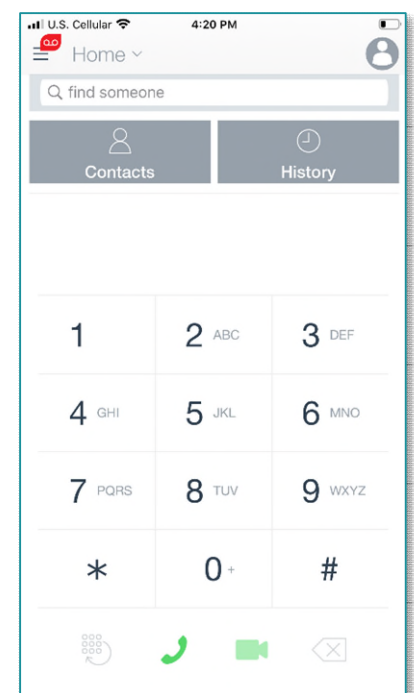 U.S. Cellular 4:20 PM
Home
find someone
Contacts History
1 2 ABC 3 DEF
4 GHI 5 JKL 6 MNO
7 PQRS 8 TUV 9 WXYZ
* 0 + #